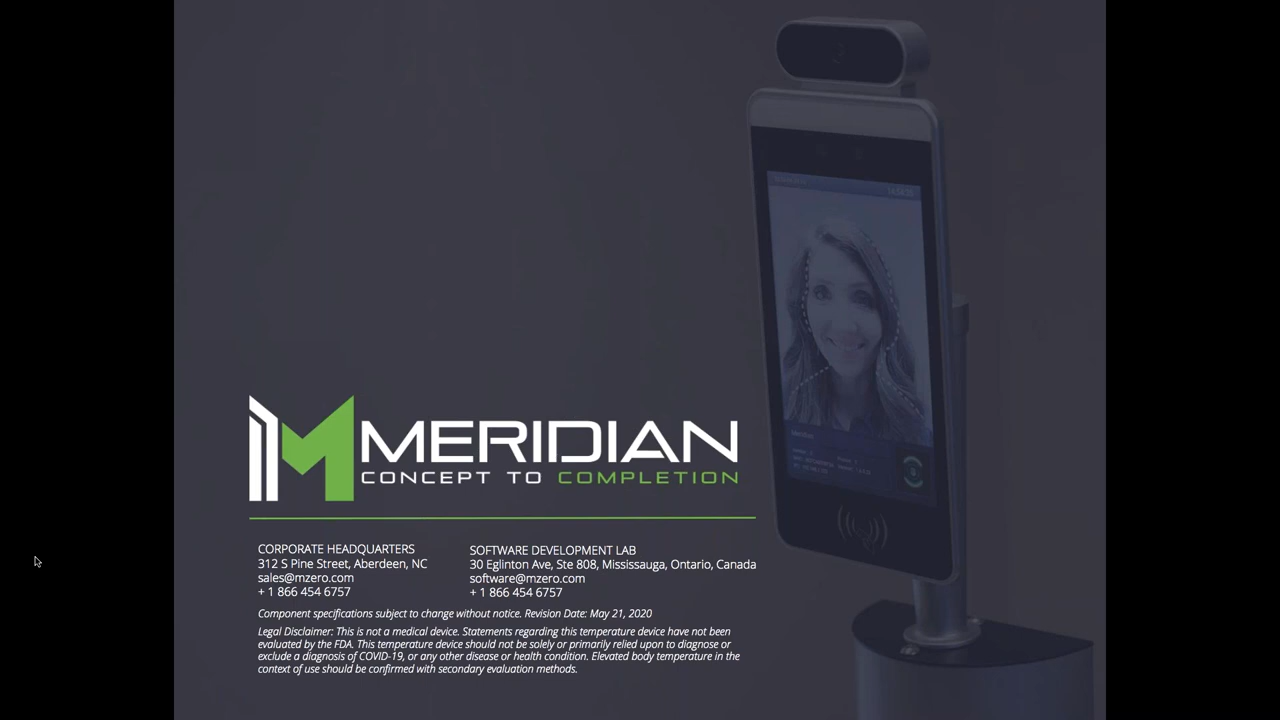 MERIDIAN
CONCEPT TO COMPLETION
CORPORATE HEADQUARTERS
312 S Pine Street, Aberdeen, NC
sales@mzero.com
+ 1 866 454 6757
SOFTWARE DEVELOPMENT LAB
30 Eglinton Ave, Ste 808, Mississauga, Ontario, Canada
software@mzero.com
+ 1 866 454 6757
Component specifications subject to change without notice. Revision Date: May 21, 2020
Legal Disclaimer: This is not a medical device. Statements regarding this temperature device have not been
evaluated by the FDA. This temperature device should not be solely or primarily relied upon to diagnose or
exclude a diagnosis of COVID-19, or any other disease or health condition. Elevated body temperature in the
context of use should be confirmed with secondary evaluation methods.